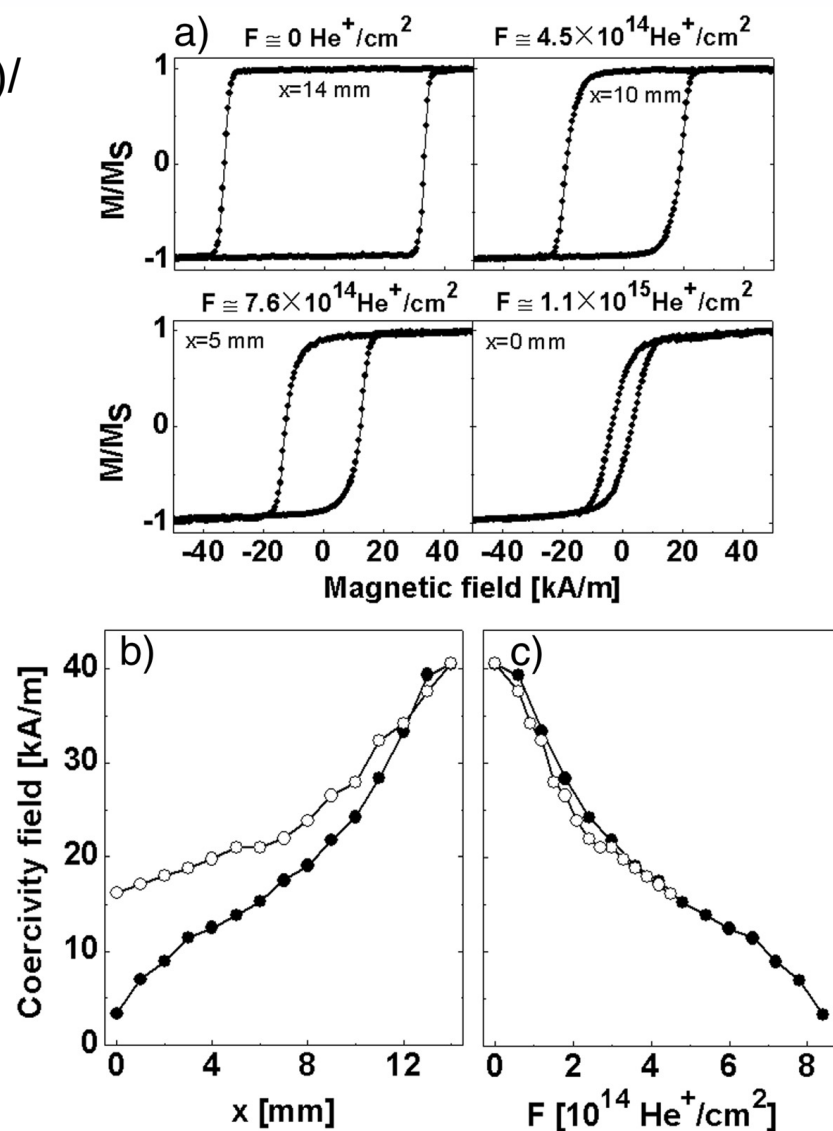 )/
a)
F ≅ 0 He⁺/cm²
F ≅ 4.5×10¹⁴He⁺/cm²
1
0
-1
M/Ms
x=14 mm
x=10 mm
F ≅ 7.6×10¹⁴He⁺/cm²
F ≅ 1.1×10¹⁵He⁺/cm²
1
0
-1
M/Ms
x=5 mm
x=0 mm
-40 -20 0 20 40 -40 -20 0 20 40
Magnetic field [kA/m]
b)
c)
40
30
20
10
0
Coercivity field [kA/m]
0 4 8 12
0 2 4 6 8
x [mm]
F [10¹⁴ He⁺/cm²]